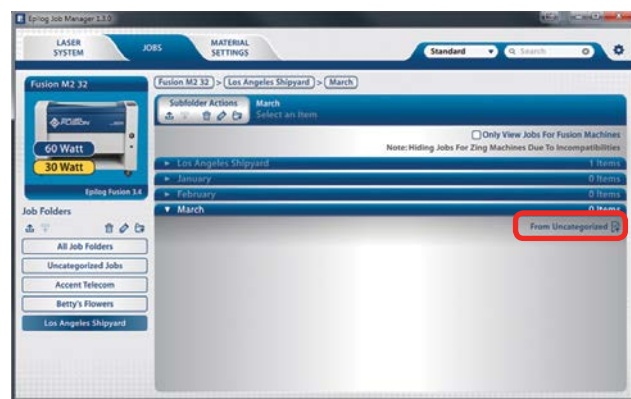 Epilog Job Manager 1.3.0
LASER SYSTEM
JOBS
MATERIAL SETTINGS
Standard
Search
Fusion M2 32
FUSION
60 Watt
30 Watt
Epilog Fusion 3.4
Job Folders
All Job Folders
Uncategorized Jobs
Accent Telecom
Betty's Flowers
Los Angeles Shipyard
Fusion M2 32 > Los Angeles Shipyard > March
Subfolder Actions
March
Select an Item
Only View Jobs For Fusion Machines
Note: Hiding Jobs For Zing Machines Due To Incompatibilities
Los Angeles Shipyard 1 Items
January 0 Items
February 0 Items
March 0 Items
From Uncategorized